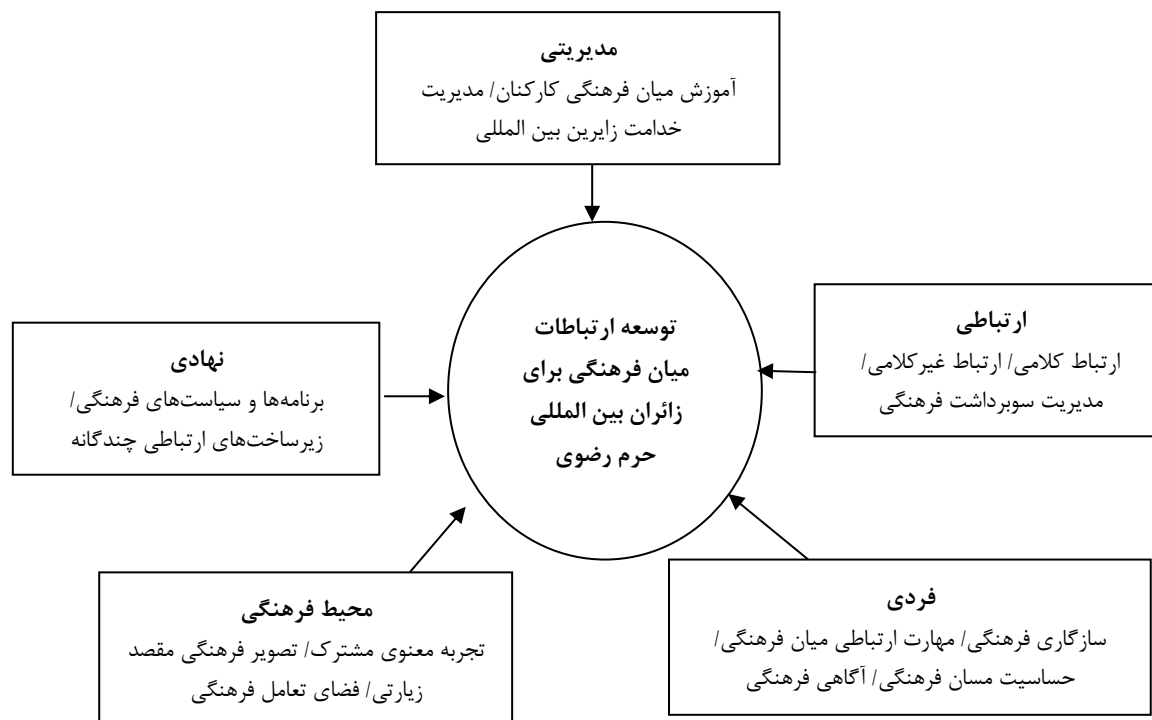 مدیریتی
آموزش میان فرهنگی کارکنان/ مدیریت
خدامت زایرین بین المللی
توسعه ارتباطات
میان فرهنگی برای
زائران بین المللی
حرم رضوی
ارتباطی
ارتباط کلامی/ ارتباط غیرکلامی/
مدیریت سوبرداشت فرهنگی
نهادی
برنامه‌ها و سیاست‌های فرهنگی/
زیرساخت‌های ارتباطی چندگانه
فردی
سازگاری فرهنگی/ مهارت ارتباطی میان فرهنگی/
حساسیت مسان فرهنگی/ آگاهی فرهنگی
محیط فرهنگی
تجربه معنوی مشترک/ تصویر فرهنگی مقصد
زیارتی/ فضای تعامل فرهنگی